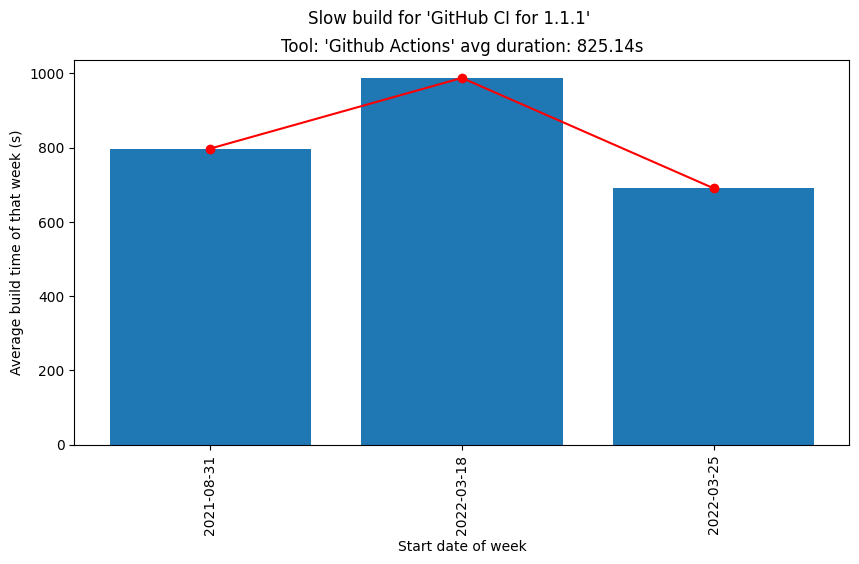 Slow build for 'GitHub CI for 1.1.1'
Tool: 'Github Actions' avg duration: 825.14s
Average build time of that week (s)
1000
800
600
400
200
0
2021-08-31
2022-03-18
2022-03-25
Start date of week